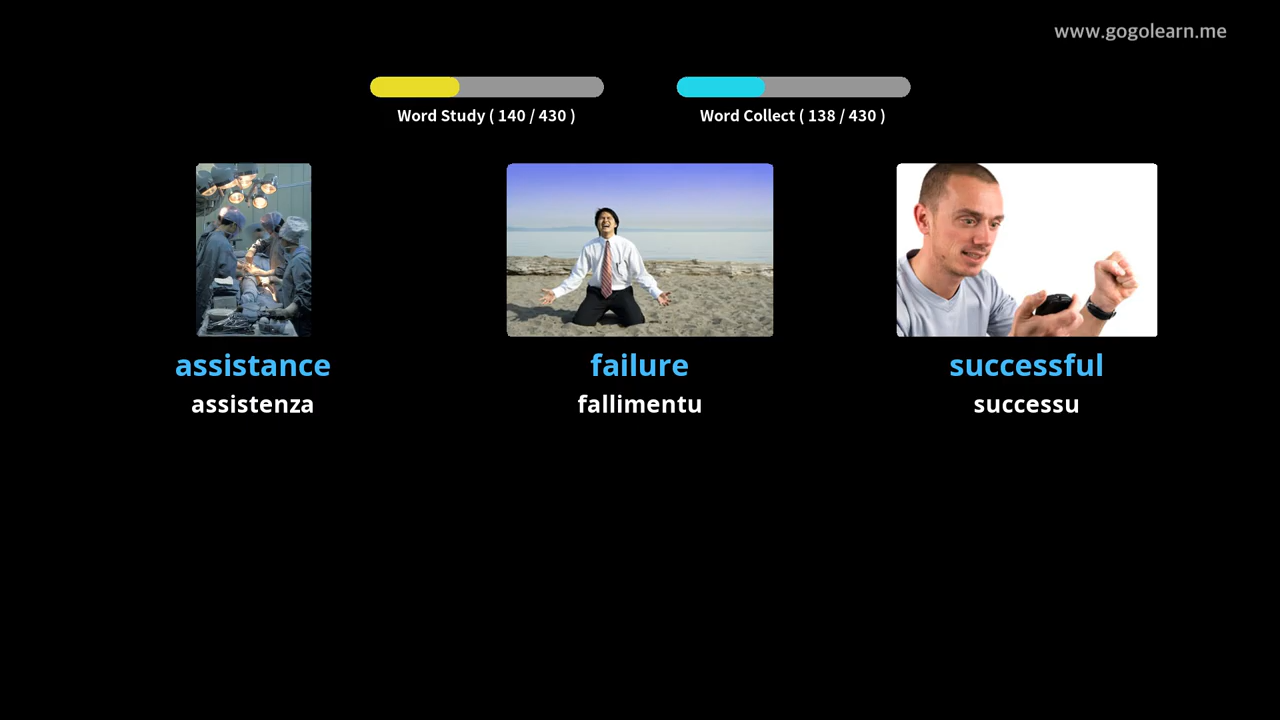 www.gogolearn.me
Word Study ( 140 / 430 )
Word Collect ( 138 / 430 )
assistance
assistenza
failure
fallimentu
successful
successu